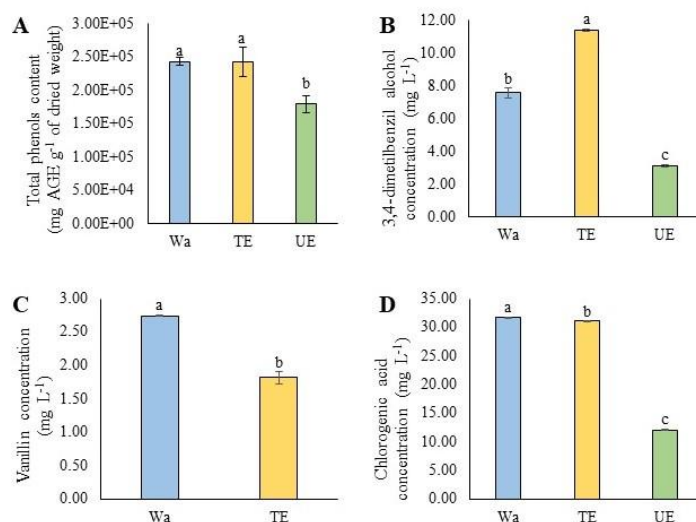 A
Total phenols content
(mg AGE g-1 of dried weight)
3.00E+05
2.50E+05
2.00E+05
1.50E+05
1.00E+05
5.00E+04
0.00E+00
a
a
b
Wa TE UE
B
3,4-dimetilbenzil alcohol
concentration (mg L-1)
12.00
10.00
8.00
6.00
4.00
2.00
0.00
b
a
c
Wa TE UE
C
Vanillin concentration
(mg L-1)
3.00
2.50
2.00
1.50
1.00
0.50
0.00
a
b
Wa TE
D
Chlorogenic acid
concentration (mg L-1)
35.00
30.00
25.00
20.00
15.00
10.00
5.00
0.00
a
b
c
Wa TE UE